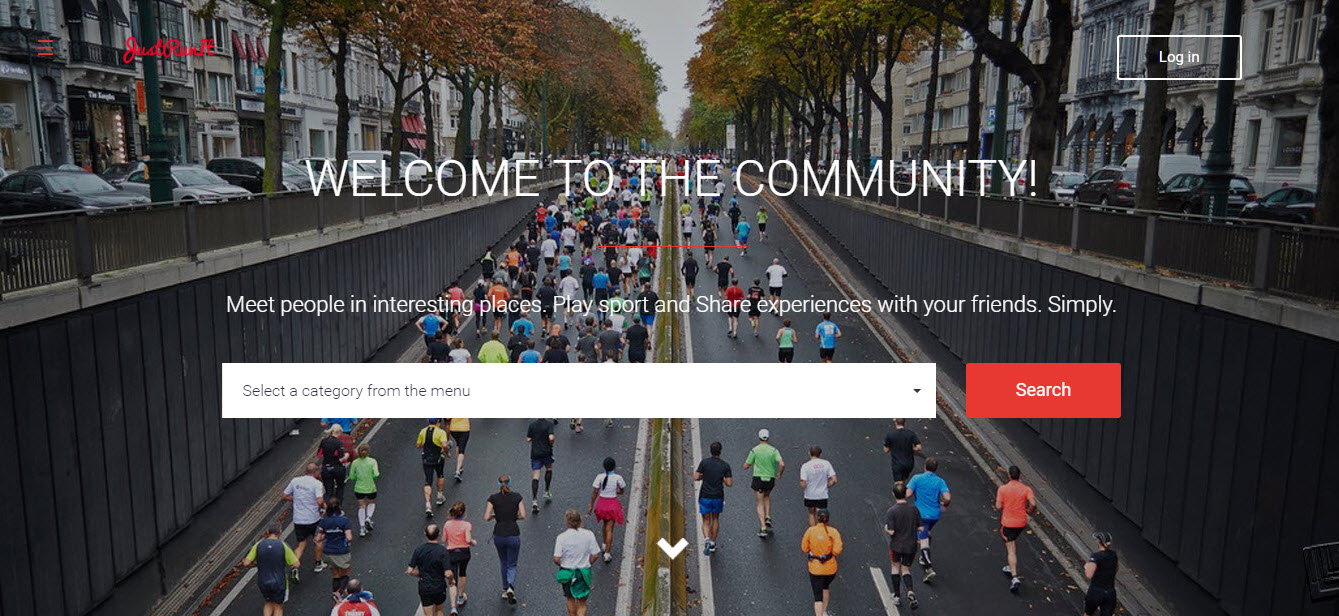 JustRunIt
Log in
WELCOME TO THE COMMUNITY!
Meet people in interesting places. Play sport and Share experiences with your friends. Simply.
Select a category from the menu
Search